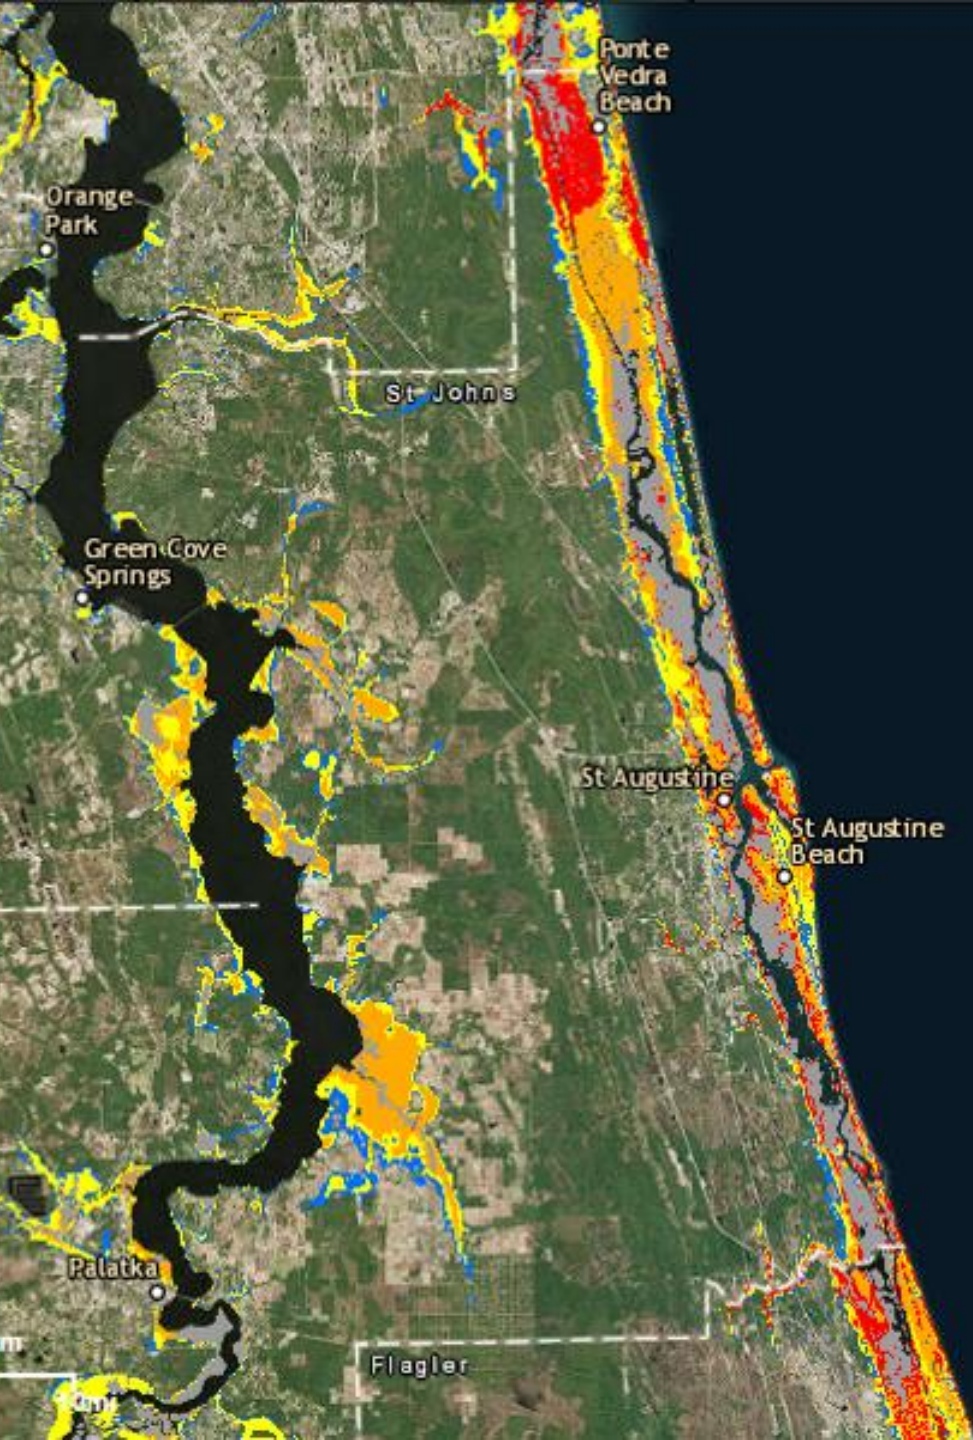 Ponte
Vedra
Beach
Orange
Park
St Johns
Green Cove
Springs
St Augustine
St Augustine
Beach
Palatka
Flagler